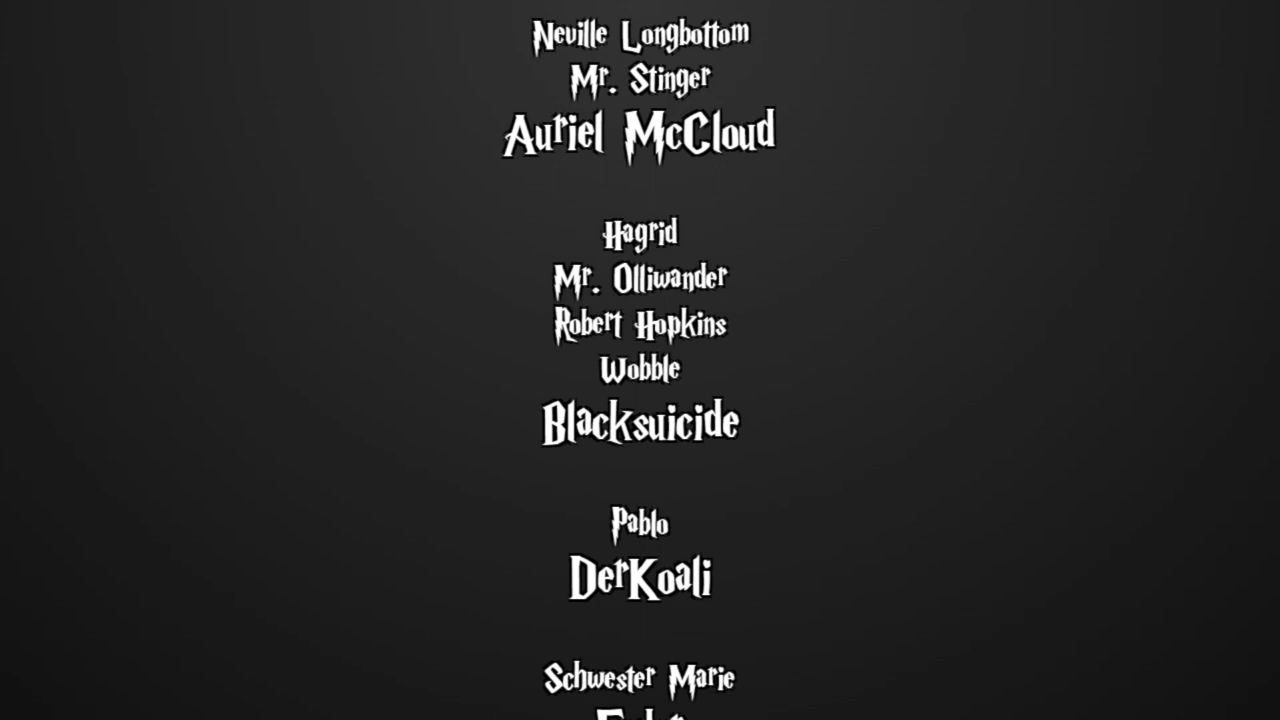 Neville Longbottom
Mr. Stinger
Auriel McCloud
Hagrid
Mr. Olliwander
Robert Hopkins
Wobble
Blacksuicide
Pablo
DerKoali
Schwester Marie